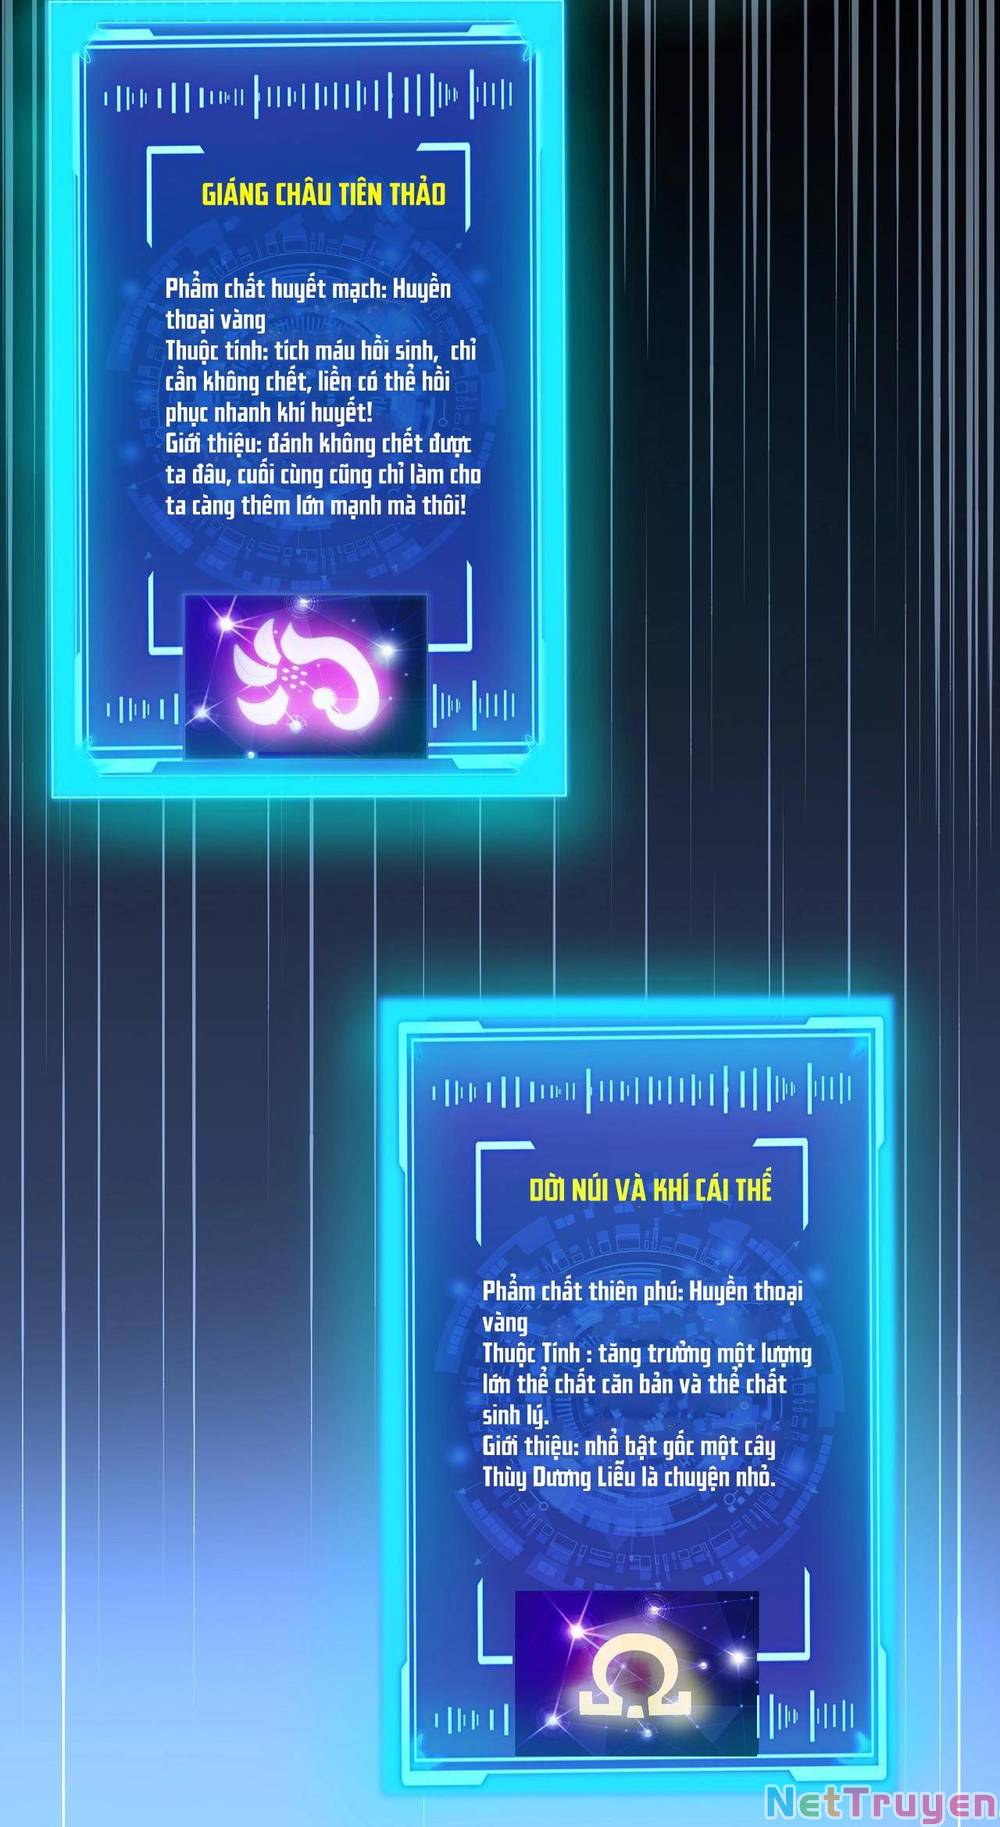 GIÁNG CHÂU TIÊN THẢO
Phẩm chất huyết mạch: Huyền
thoại vàng
Thuộc tính: tích máu hồi sinh, chỉ
cần không chết, liền có thể hồi
phục nhanh khí huyết!
Giới thiệu: đánh không chết được
ta đâu, cuối cùng cũng chỉ làm cho
ta càng thêm lớn mạnh mà thôi!
DỜI NÚI VÀ KHÍ CÁI THẾ
Phẩm chất thiên phú: Huyền thoại
vàng
Thuộc Tính : tăng trưởng một lượng
lớn thể chất căn bản và thể chất
sinh lý.
Giới thiệu: nhổ bật gốc một cây
Thùy Dương Liễu là chuyện nhỏ.
NetTruyen